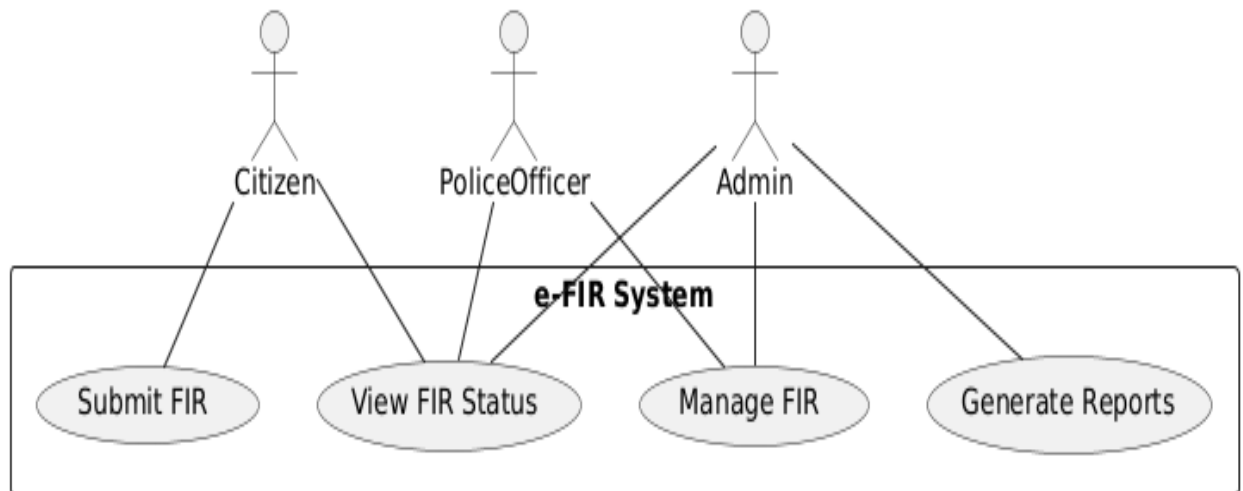 Citizen
PoliceOfficer
Admin
e-FIR System
Submit FIR
View FIR Status
Manage FIR
Generate Reports